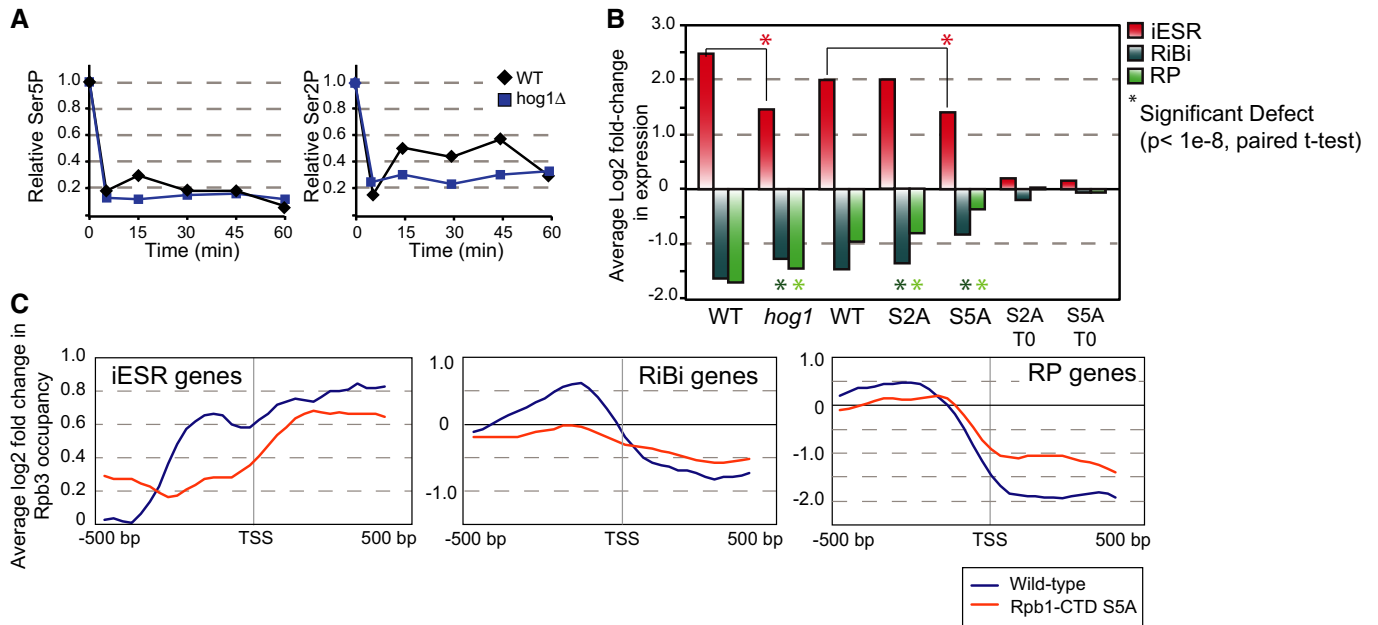 A
Relative Ser5P
1.0
0.8
0.6
0.4
0.2
0
15
30
45
60
Time (min)
Relative Ser2P
1.0
0.8
0.6
0.4
0.2
0
15
30
45
60
Time (min)
WT
hog1Δ
B
Average Log2 fold-change
in expression
3.0
2.0
1.0
0
-1.0
-2.0
*
*
* *
* *
* *
WT
hog1
WT
S2A
S5A
S2A
T0
S5A
T0
iESR
RiBi
RP
* Significant Defect
(p< 1e-8, paired t-test)
C
Average log2 fold change in
Rpb3 occupancy
iESR genes
1.0
0.8
0.6
0.4
0.2
0
-500 bp
TSS
500 bp
RiBi genes
1.0
0
-1.0
-500 bp
TSS
500 bp
RP genes
1.0
0
-1.0
-2.0
-500 bp
TSS
500 bp
Wild-type
Rpb1-CTD S5A